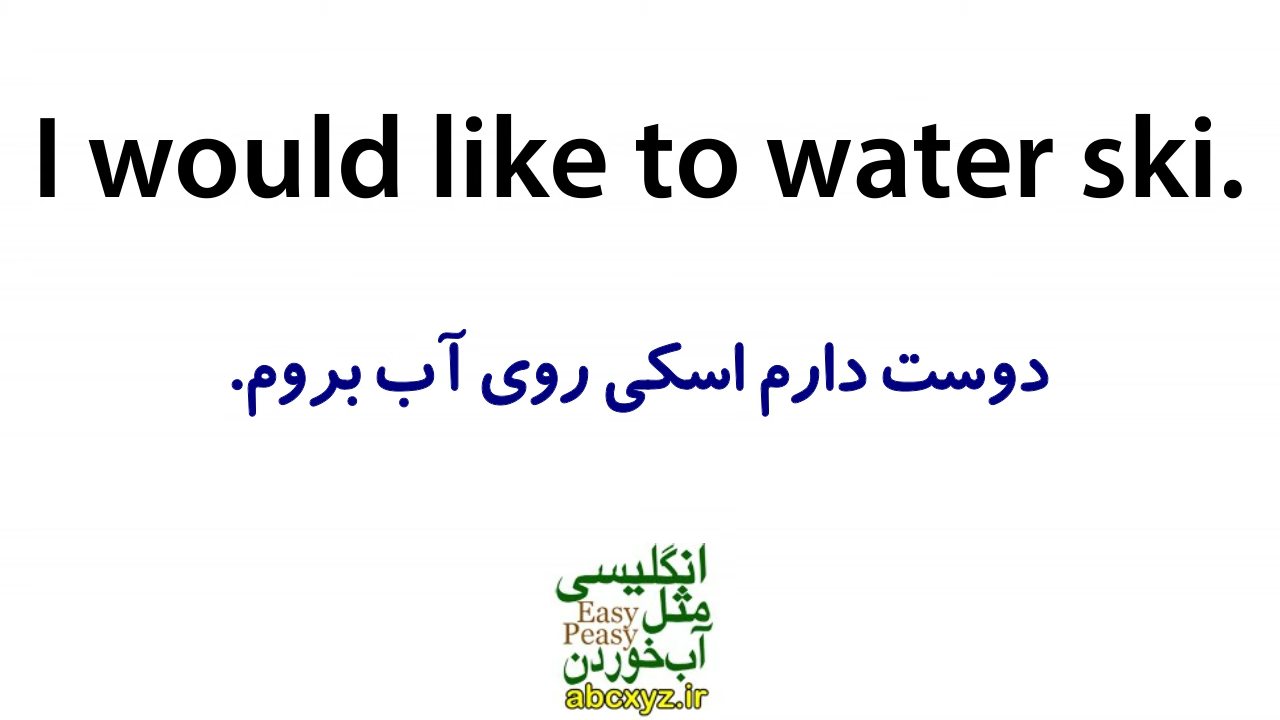 I would like to water ski.
دوست دارم اسکی روی آب بروم.
انگلیسی
مثل Easy
Peasy
آب‌خوردن
abcxyz.ir